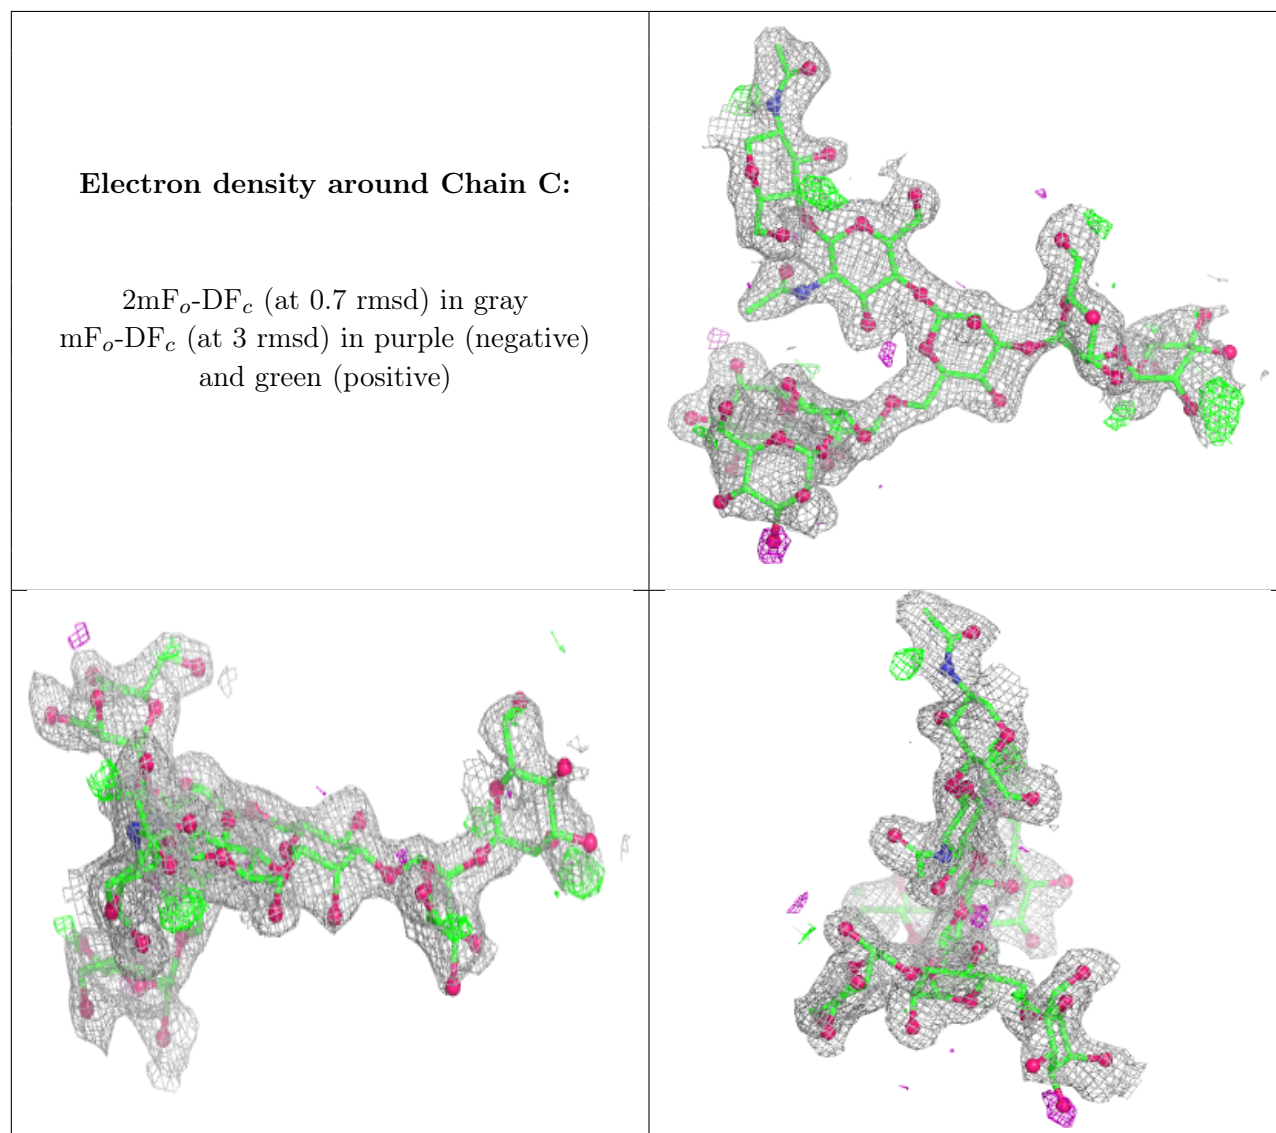 Electron density around Chain C:
2mFo-DFc (at 0.7 rmsd) in gray
mFo-DFc (at 3 rmsd) in purple (negative)
and green (positive)